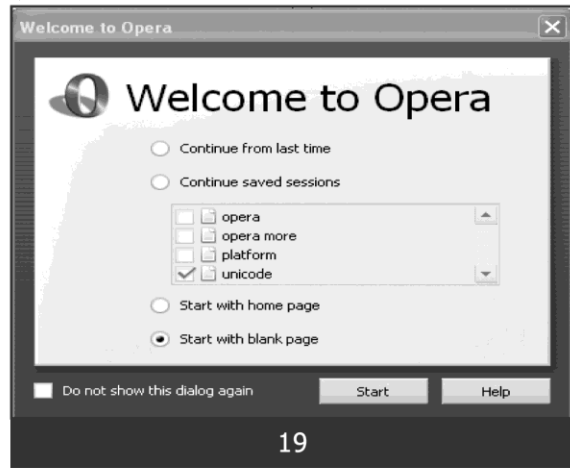 Welcome to Opera
Welcome to Opera
Continue from last time
Continue saved sessions
opera
opera more
platform
unicode
Start with home page
Start with blank page
Do not show this dialog again
Start
Help
19